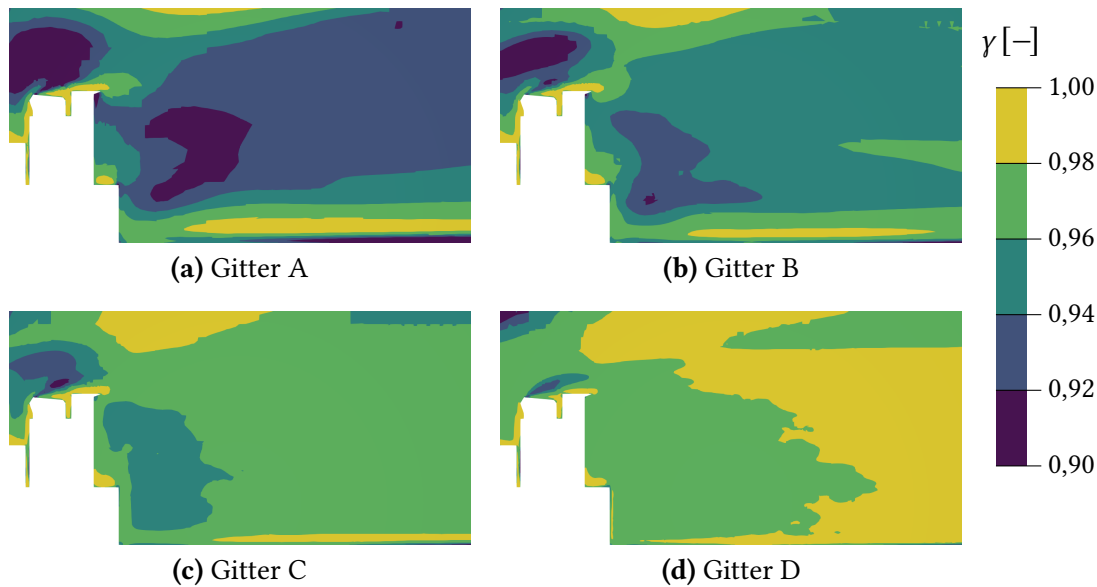 γ [−]
1,00
0,98
0,96
0,94
0,92
0,90
(a) Gitter A
(b) Gitter B
(c) Gitter C
(d) Gitter D